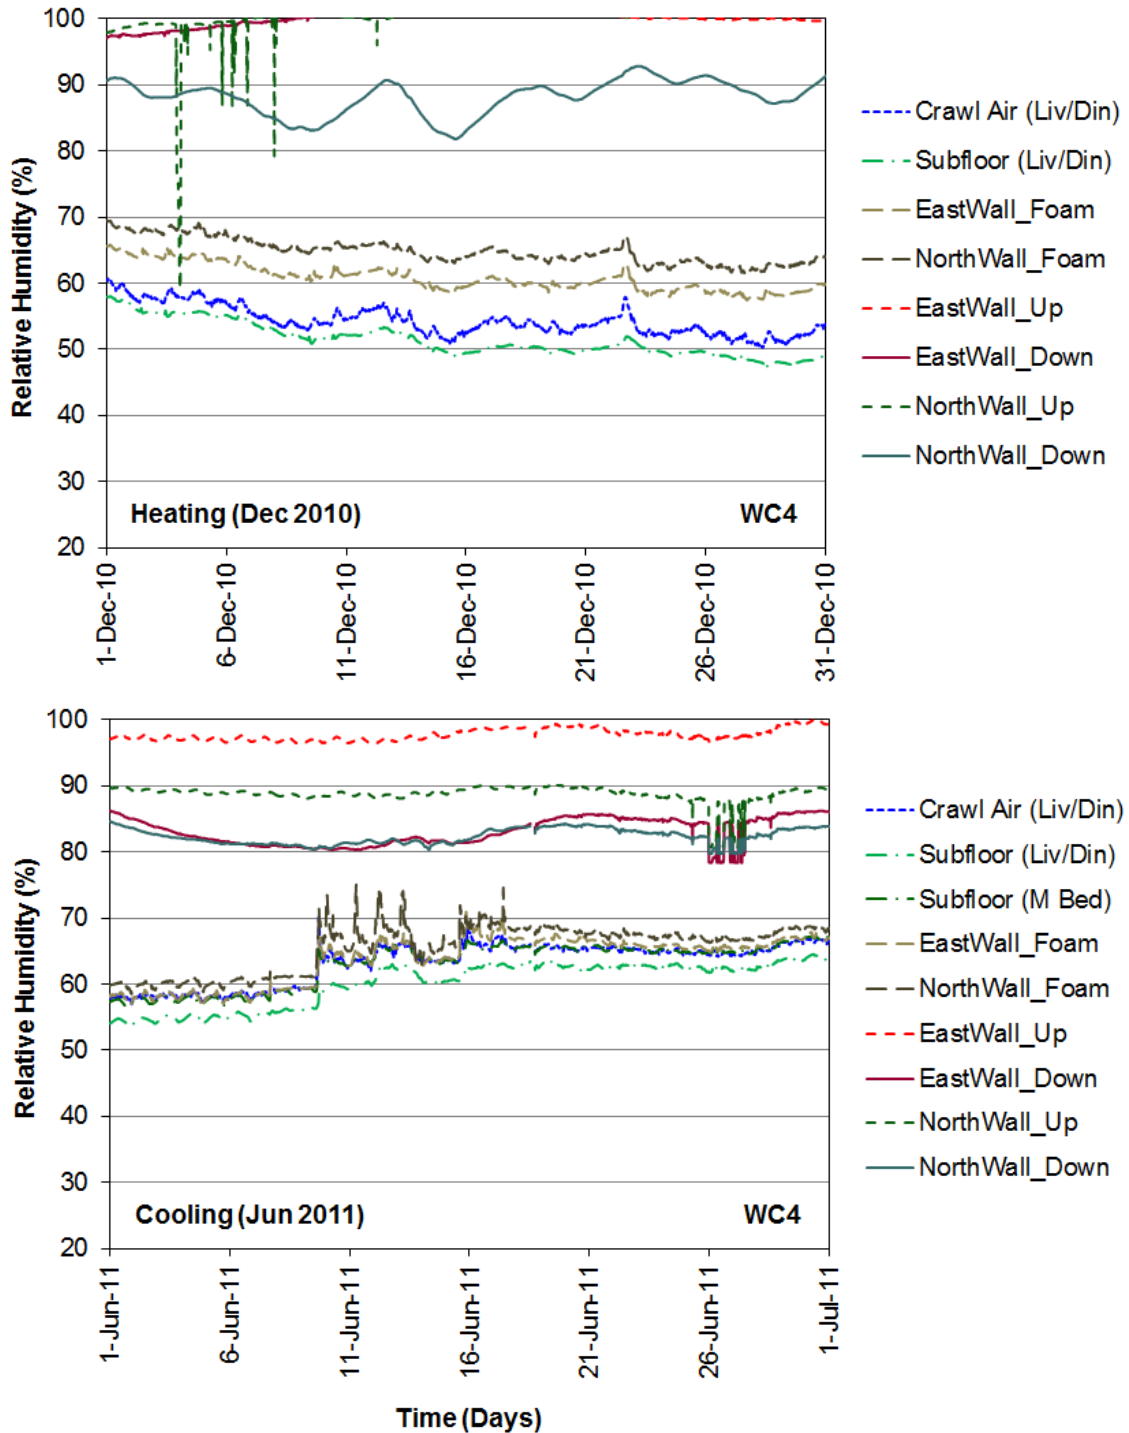 100
90
80
70
60
50
40
30
20
Relative Humidity (%)
Heating (Dec 2010)
WC4
1-Dec-10
6-Dec-10
11-Dec-10
16-Dec-10
21-Dec-10
26-Dec-10
31-Dec-10
Crawl Air (Liv/Din)
Subfloor (Liv/Din)
EastWall_Foam
NorthWall_Foam
EastWall_Up
EastWall_Down
NorthWall_Up
NorthWall_Down
100
90
80
70
60
50
40
30
20
Relative Humidity (%)
Cooling (Jun 2011)
WC4
1-Jun-11
6-Jun-11
11-Jun-11
16-Jun-11
21-Jun-11
26-Jun-11
1-Jul-11
Time (Days)
Crawl Air (Liv/Din)
Subfloor (Liv/Din)
Subfloor (M Bed)
EastWall_Foam
NorthWall_Foam
EastWall_Up
EastWall_Down
NorthWall_Up
NorthWall_Down